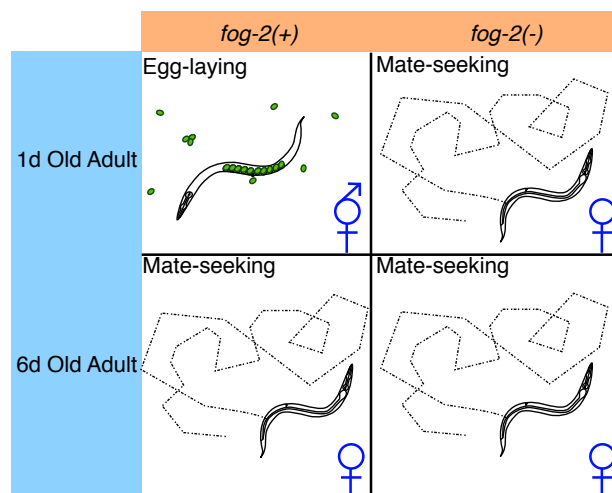 fog-2(+)
fog-2(-)
Egg-laying
Mate-seeking
1d Old Adult
Mate-seeking
Mate-seeking
6d Old Adult